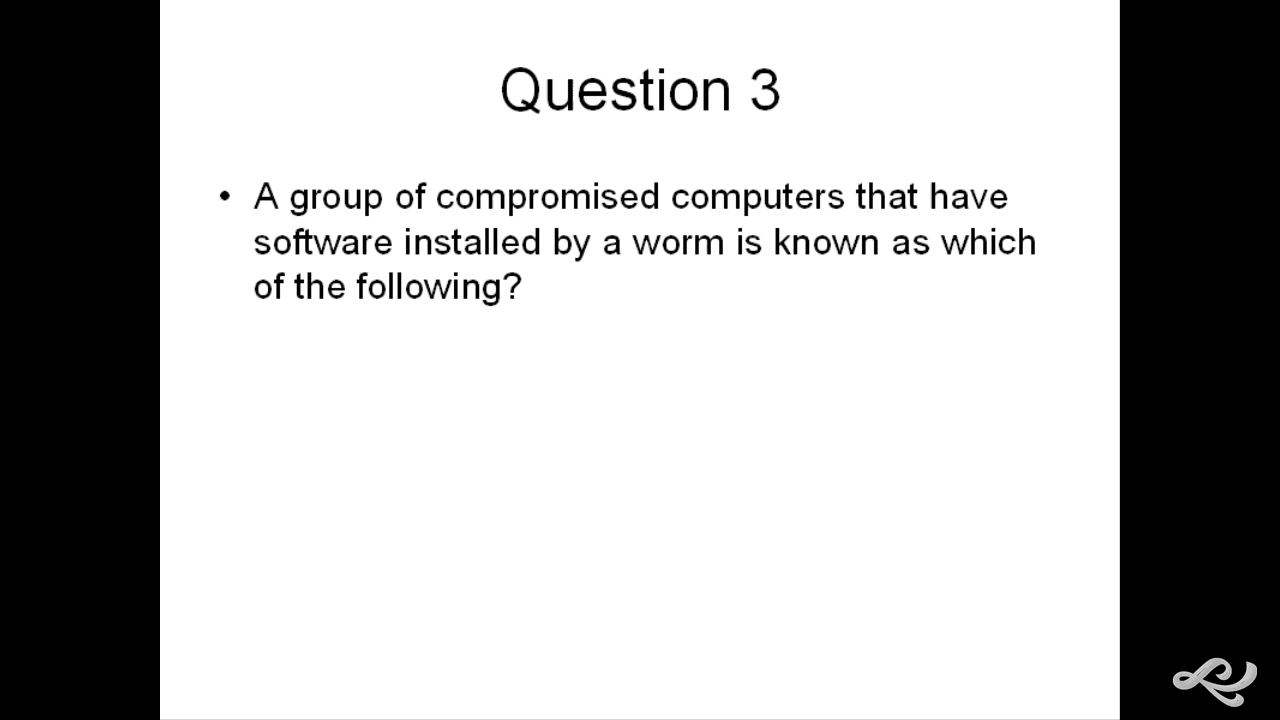 Question 3
• A group of compromised computers that have
software installed by a worm is known as which
of the following?